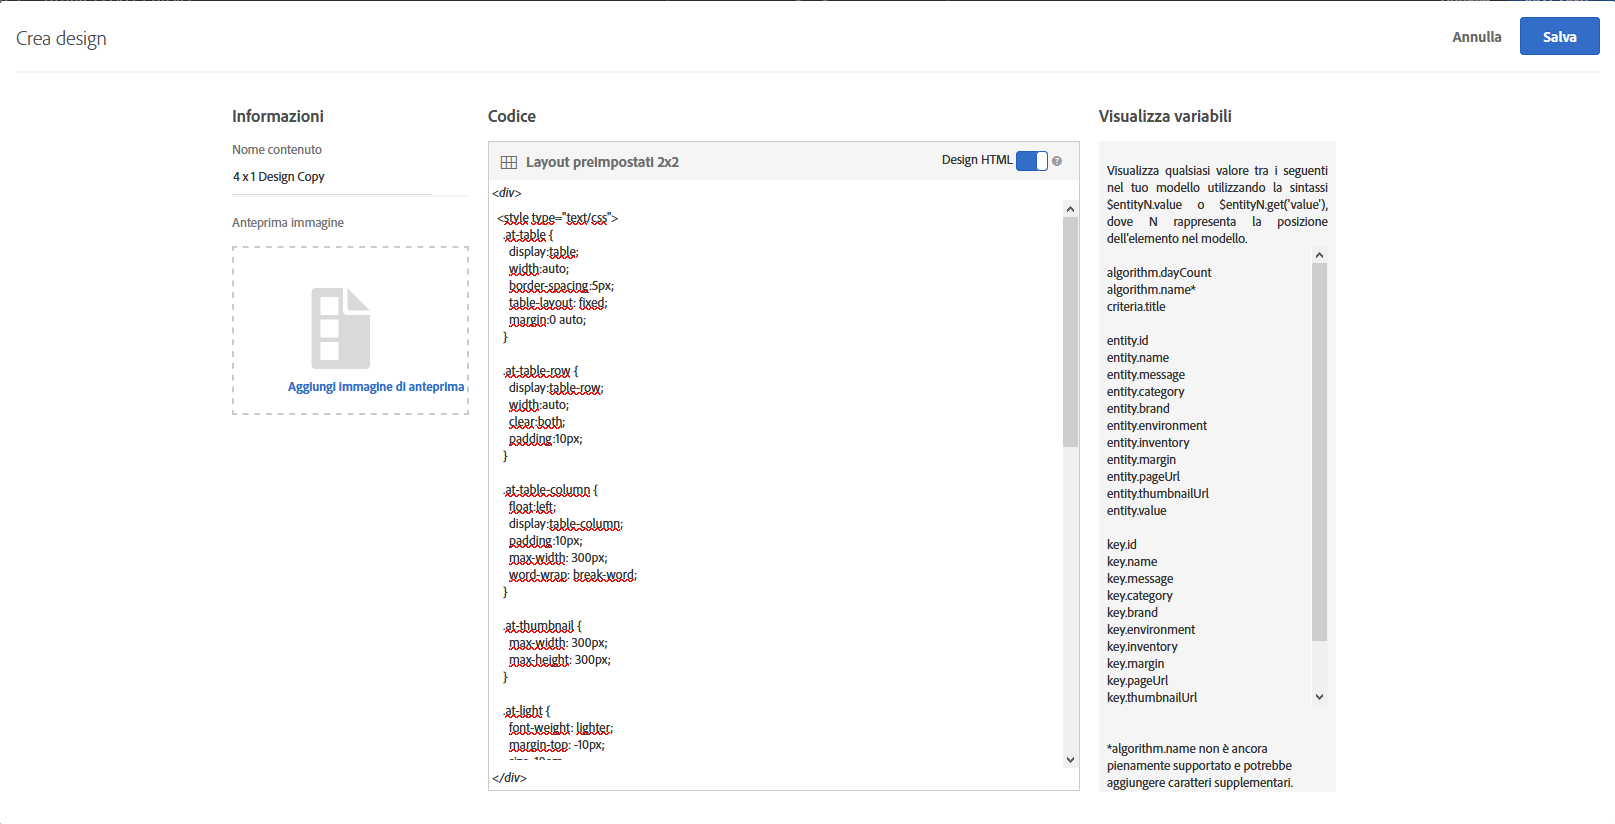 Crea design
Annulla
Salva
Informazioni
Nome contenuto
4 x 1 Design Copy
Anteprima immagine
Aggiungi immagine di anteprima
Codice
Layout preimpostati 2x2
Design HTML
<div>
<style type="text/css">
.at-table {
display:table;
width:auto;
border-spacing:5px;
table-layout: fixed;
margin:0 auto;
}
.at-table-row {
display:table-row;
width:auto;
clear:both;
padding:10px;
}
.at-table-column {
float:left;
display:table-column;
padding:10px;
max-width: 300px;
word-wrap: break-word;
}
.at-thumbnail {
max-width: 300px;
max-height: 300px;
}
.at-light {
font-weight: lighter;
margin-top: -10px;
</div>
Visualizza variabili
Visualizza qualsiasi valore tra i seguenti
nel tuo modello utilizzando la sintassi
$entityN.value o $entityN.get('value'),
dove N rappresenta la posizione
dell'elemento nel modello.
algorithm.dayCount
algorithm.name*
criteria.title
entity.id
entity.name
entity.message
entity.category
entity.brand
entity.environment
entity.inventory
entity.margin
entity.pageUrl
entity.thumbnailUrl
entity.value
key.id
key.name
key.message
key.category
key.brand
key.environment
key.inventory
key.margin
key.pageUrl
key.thumbnailUrl
*algorithm.name non è ancora
pienamente supportato e potrebbe
aggiungere caratteri supplementari.